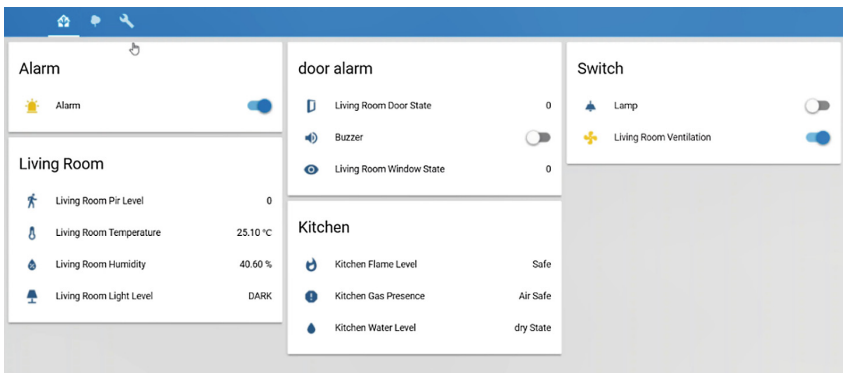 Alarm
Alarm
Living Room
Living Room Pir Level 0
Living Room Temperature 25.10 °C
Living Room Humidity 40.60 %
Living Room Light Level DARK
door alarm
Living Room Door State 0
Buzzer
Living Room Window State 0
Kitchen
Kitchen Flame Level Safe
Kitchen Gas Presence Air Safe
Kitchen Water Level dry State
Switch
Lamp
Living Room Ventilation